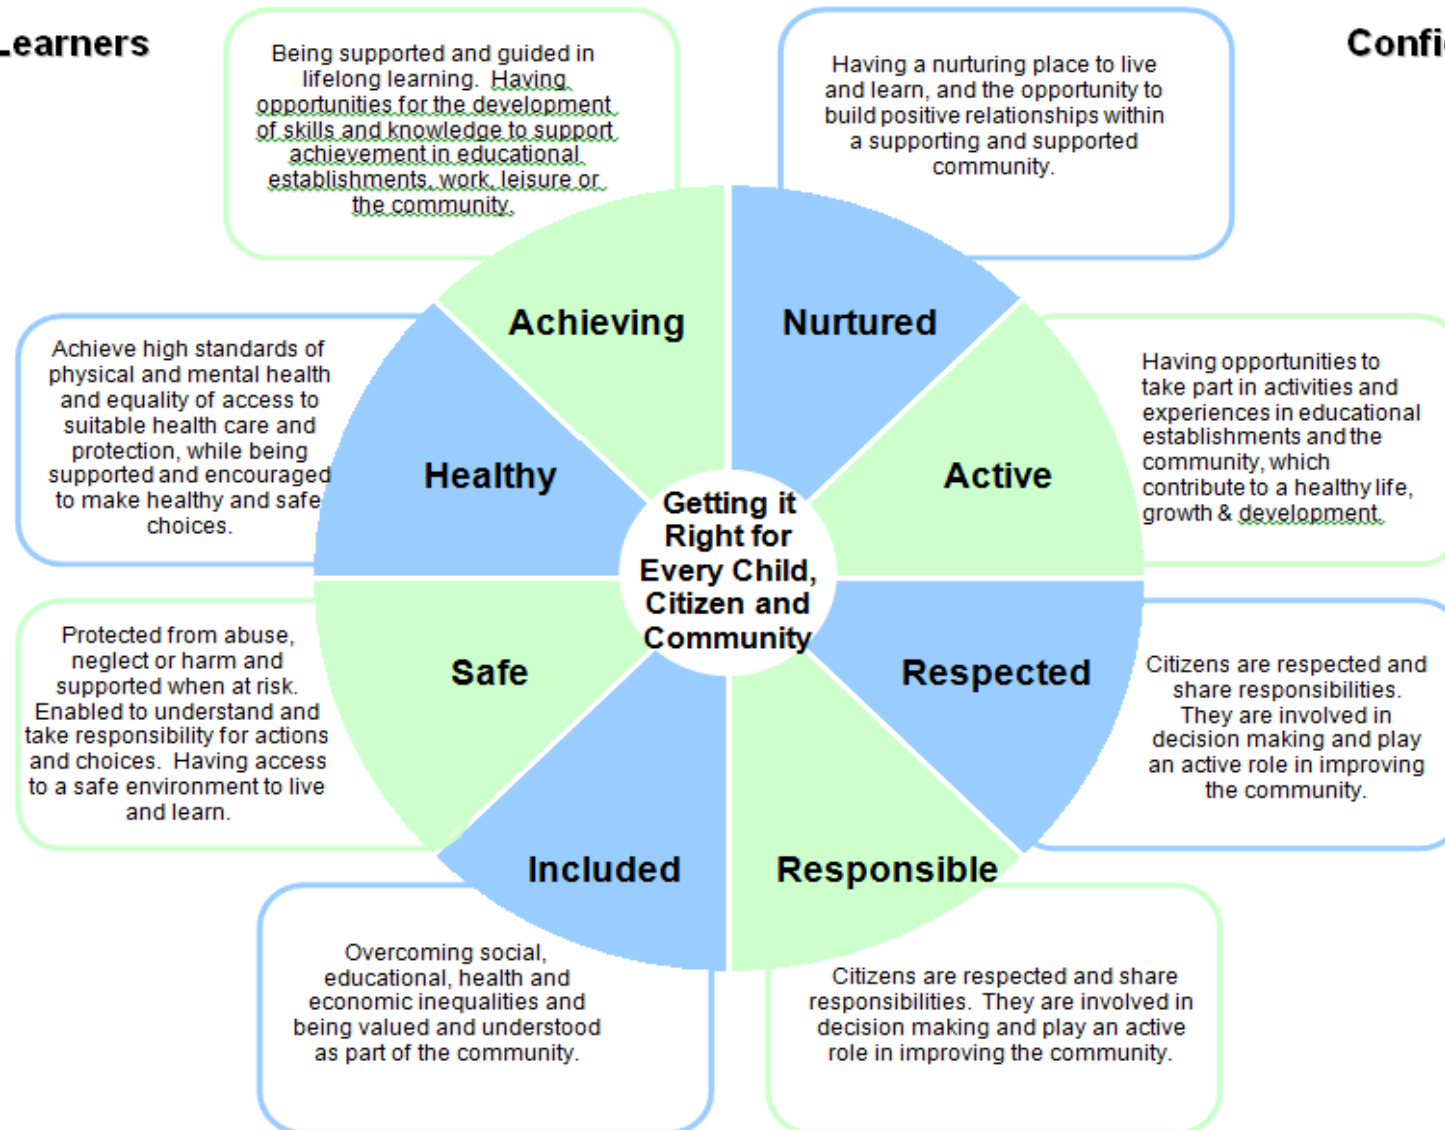 Learners
Being supported and guided in
lifelong learning. Having
opportunities for the development
of skills and knowledge to support
achievement in educational
establishments, work, leisure or
the community.
Having a nurturing place to live
and learn, and the opportunity to
build positive relationships within
a supporting and supported
community.
Achieving
Nurtured
Achieve high standards of
physical and mental health
and equality of access to
suitable health care and
protection, while being
supported and encouraged
to make healthy and safe
choices.
Healthy
Active
Having opportunities to
take part in activities and
experiences in educational
establishments and the
community, which
contribute to a healthy life,
growth & development.
Getting it
Right for
Every Child,
Citizen and
Community
Protected from abuse,
neglect or harm and
supported when at risk.
Enabled to understand and
take responsibility for actions
and choices. Having access
to a safe environment to live
and learn.
Safe
Respected
Citizens are respected and
share responsibilities.
They are involved in
decision making and play
an active role in improving
the community.
Included
Responsible
Overcoming social,
educational, health and
economic inequalities and
being valued and understood
as part of the community.
Citizens are respected and share
responsibilities. They are involved in
decision making and play an active
role in improving the community.